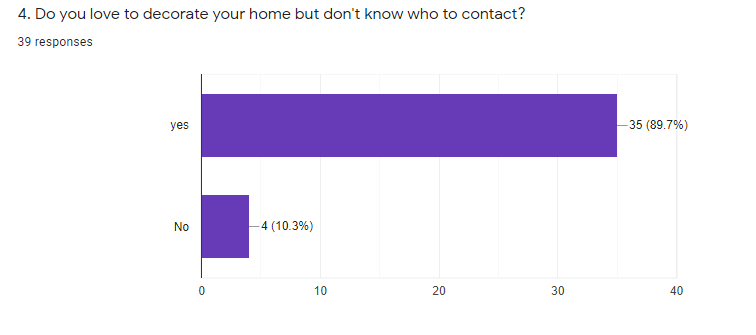 4. Do you love to decorate your home but don't know who to contact?
39 responses
yes
35 (89.7%)
No
4 (10.3%)
0 10 20 30 40